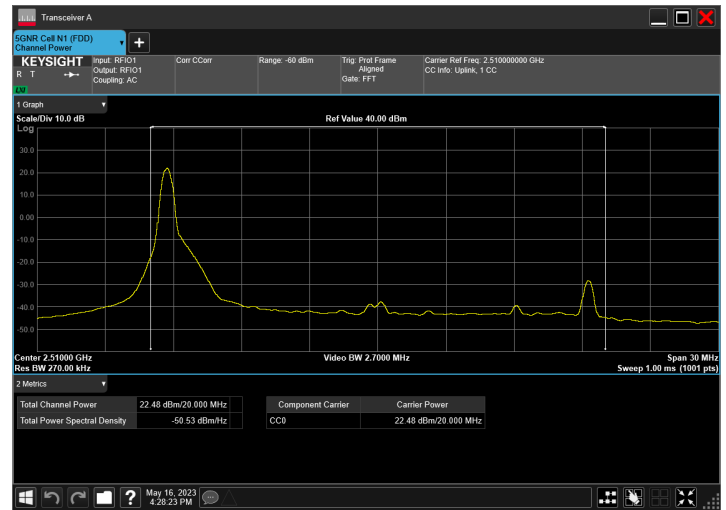 Transceiver A
5GNR Cell N1 (FDD)
Channel Power
KEYSIGHT
R T
LXI
Input: RFIO1
Output: RFIO1
Coupling: AC
Corr CCorr
Range: -60 dBm
Trig: Prot Frame
Aligned
Gate: FFT
Carrier Ref Freq: 2.510000000 GHz
CC Info: Uplink, 1 CC
1 Graph
Scale/Div 10.0 dB
Ref Value 40.00 dBm
Log
30.0
20.0
10.0
0.00
-10.0
-20.0
-30.0
-40.0
-50.0
Center 2.51000 GHz
Video BW 2.7000 MHz
Span 30 MHz
Res BW 270.00 kHz
Sweep 1.00 ms (1001 pts)
2 Metrics
Total Channel Power 22.48 dBm/20.000 MHz
Total Power Spectral Density -50.53 dBm/Hz
Component Carrier Carrier Power
CC0 22.48 dBm/20.000 MHz
?
May 16, 2023
4:28:23 PM